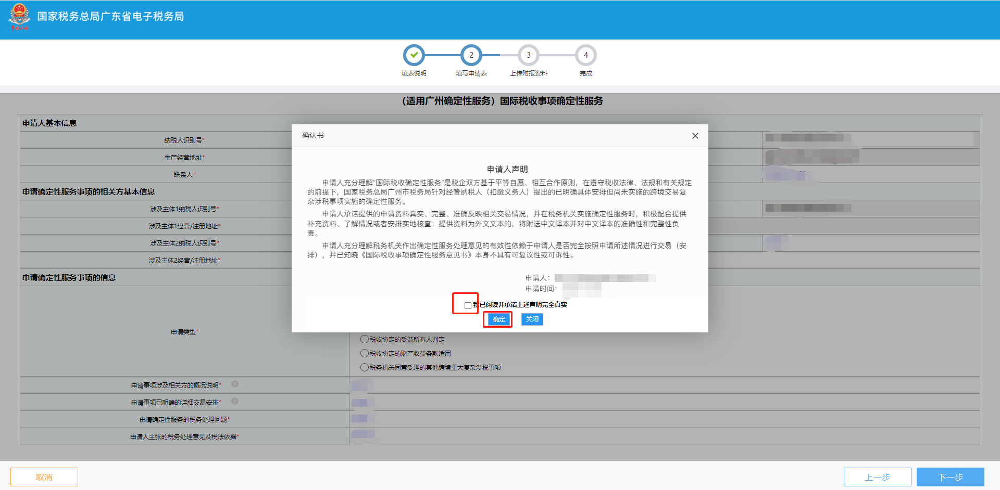 国家税务总局广东省电子税务局
2
3
4
填表说明
填写申请表
上传附报资料
完成
（适用广州确定性服务）国际税收事项确定性服务
申请人基本信息
纳税人识别号*
生产经营地址*
联系人*
申请确定性服务事项的相关方基本信息
涉及主体1纳税人识别号*
涉及主体1经营/注册地址*
涉及主体2纳税人识别号*
涉及主体2经营/注册地址*
申请确定性服务事项的信息
申请类型*
确认书
申请人声明
申请人充分理解“国际税收确定性服务”是税企双方基于平等自愿、相互合作原则，在遵守税收法律、法规和有关规定
的前提下，国家税务总局广州市税务局针对经管纳税人（扣缴义务人）提出的已明确具体安排但尚未实施的跨境交易复
杂涉税事项实施的确定性服务。
申请人承诺提供的申请资料真实、完整、准确反映相关交易情况，并在税务机关实施确定性服务时，积极配合提供
补充资料、了解情况或者安排实地核查；提供资料为外文文本的，将附送中文译本并对中文译本的准确性和完整性负
责。
申请人充分理解税务机关作出确定性服务处理意见的有效性依赖于申请人是否完全按照申请所述情况进行交易（安
排），并已知晓《国际税收事项确定性服务意见书》本身不具有可复议性或可诉性。
申请人：
申请时间：
我已阅读并承诺上述声明完全真实
确定
关闭
税收协定的受益所有人判定
税收协定的财产收益条款适用
税务机关同意受理的其他跨境重大复杂涉税事项
申请事项涉及相关方的概况说明*
申请事项已明确的详细交易安排*
申请确定性服务的税务处理问题*
申请人主张的税务处理意见及税法依据*
取消
上一步
下一步